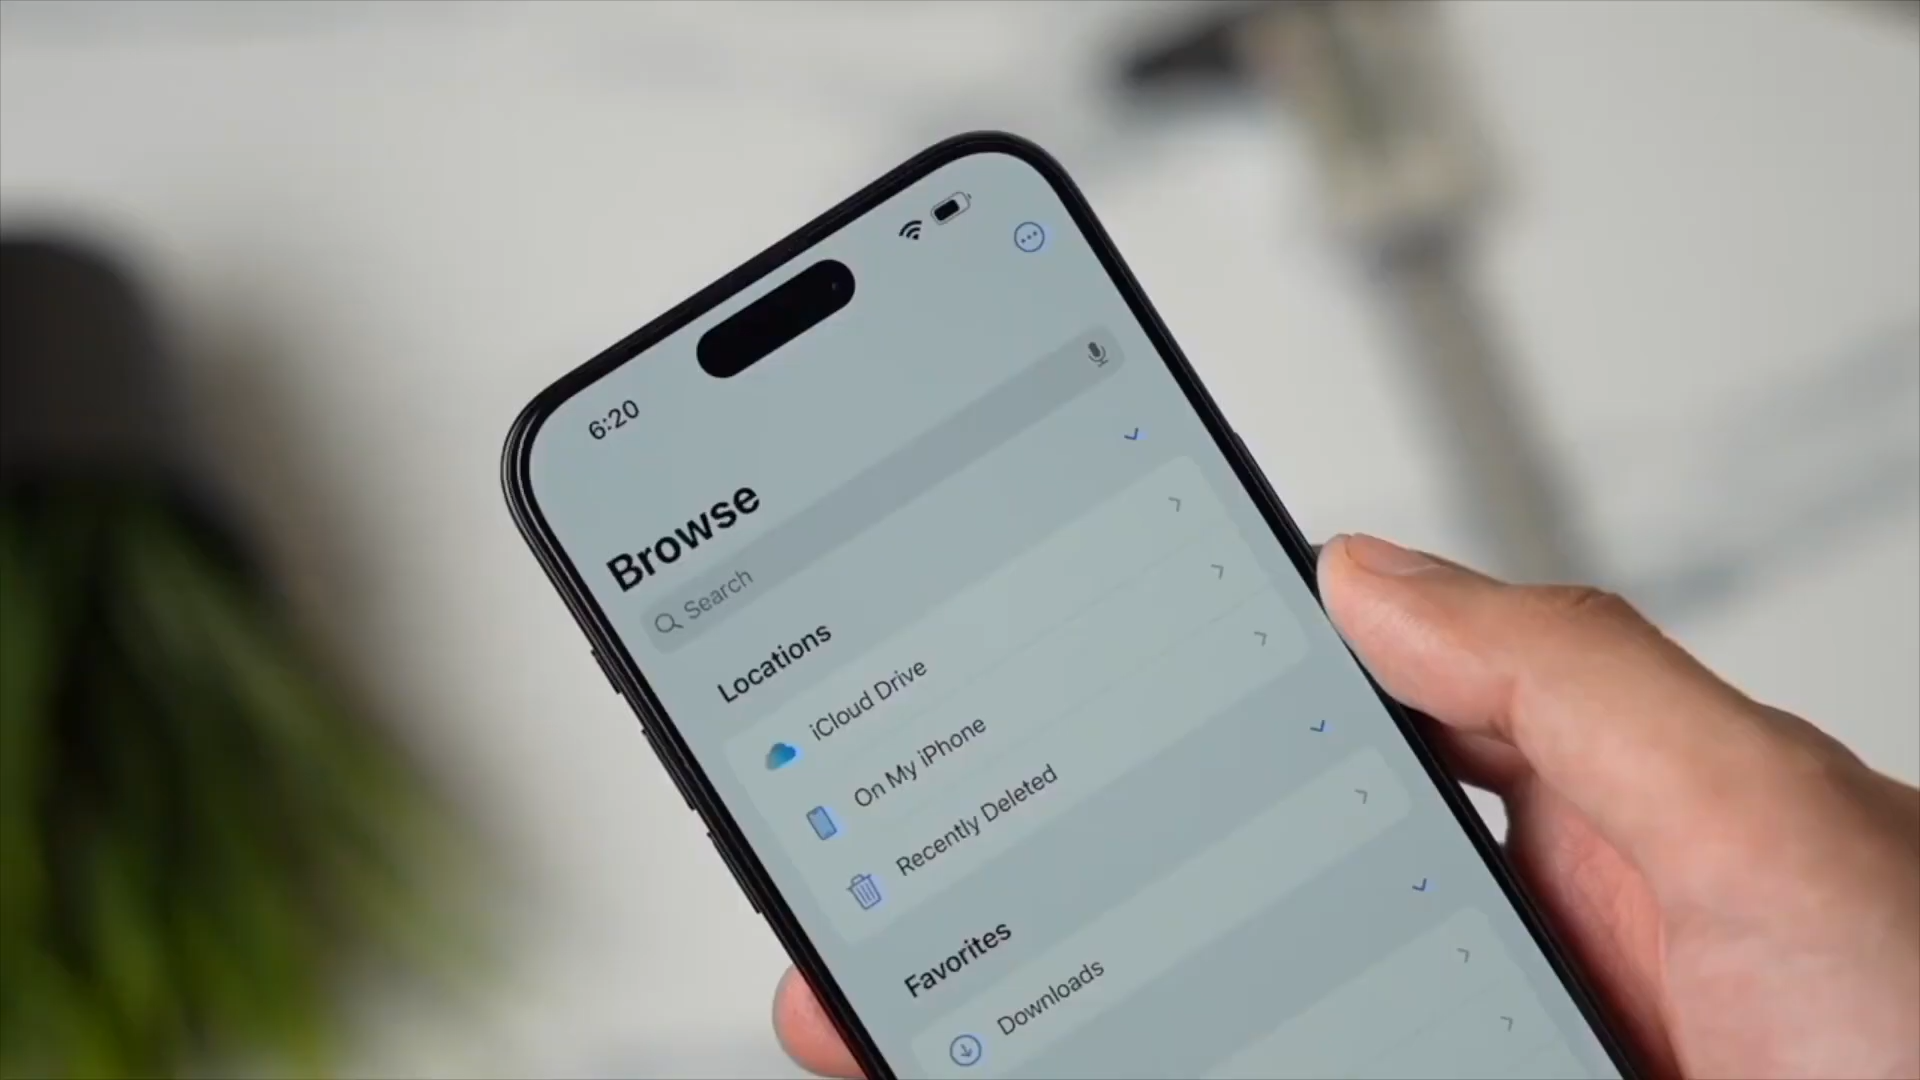 6:20
Browse
Search
Locations
iCloud Drive
On My iPhone
Recently Deleted
Favorites
Downloads